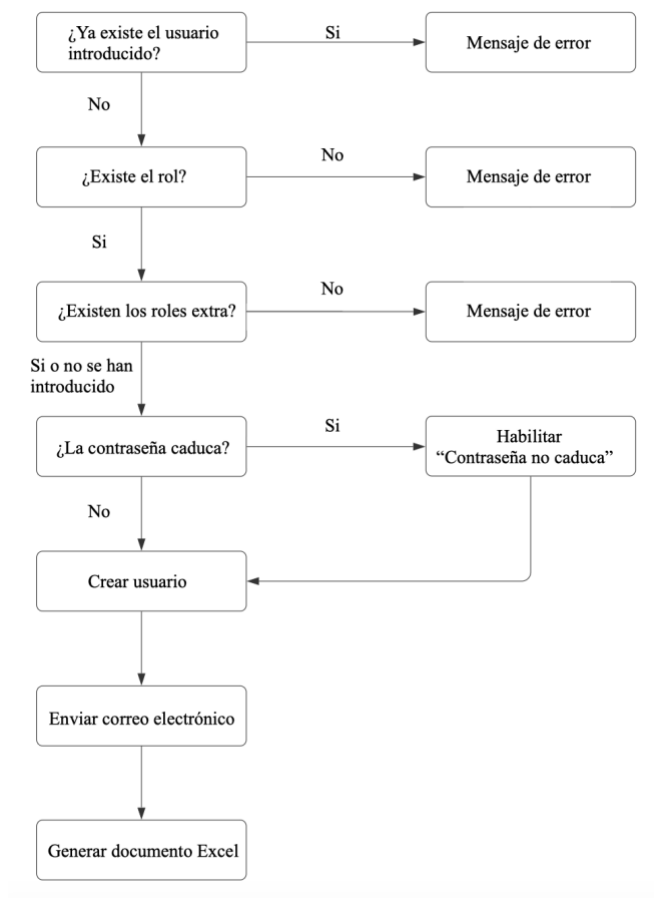 ¿Ya existe el usuario
introducido?
Si
Mensaje de error
No
¿Existe el rol?
No
Mensaje de error
Si
¿Existen los roles extra?
No
Mensaje de error
Si o no se han
introducido
¿La contraseña caduca?
Si
Habilitar
“Contraseña no caduca”
No
Crear usuario
Enviar correo electrónico
Generar documento Excel